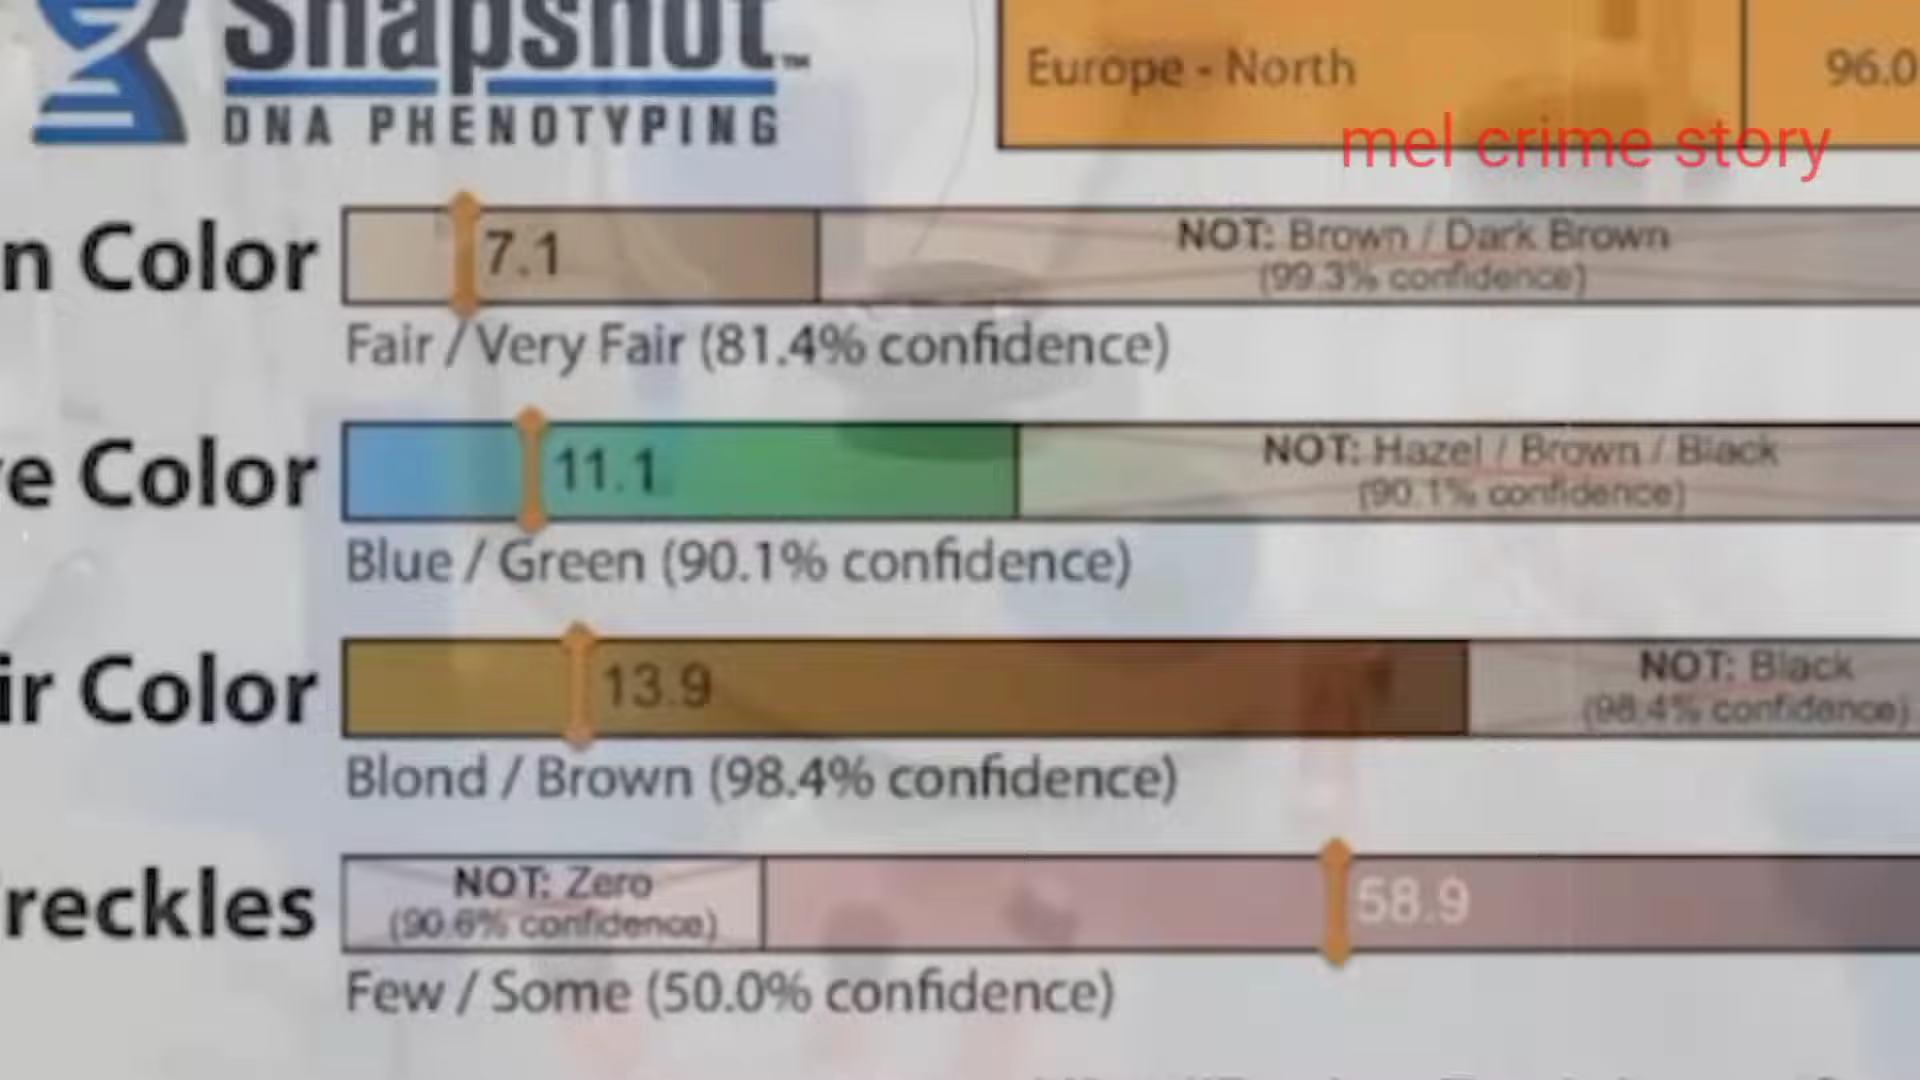 Snapshot™
DNA PHENOTYPING
Europe - North 96.0
mel crime story
n Color
7.1
NOT: Brown / Dark Brown
(99.3% confidence)
Fair / Very Fair (81.4% confidence)
e Color
11.1
NOT: Hazel / Brown / Black
(90.1% confidence)
Blue / Green (90.1% confidence)
ir Color
13.9
NOT: Black
(98.4% confidence)
Blond / Brown (98.4% confidence)
reckles
NOT: Zero
(90.6% confidence)
58.9
Few / Some (50.0% confidence)